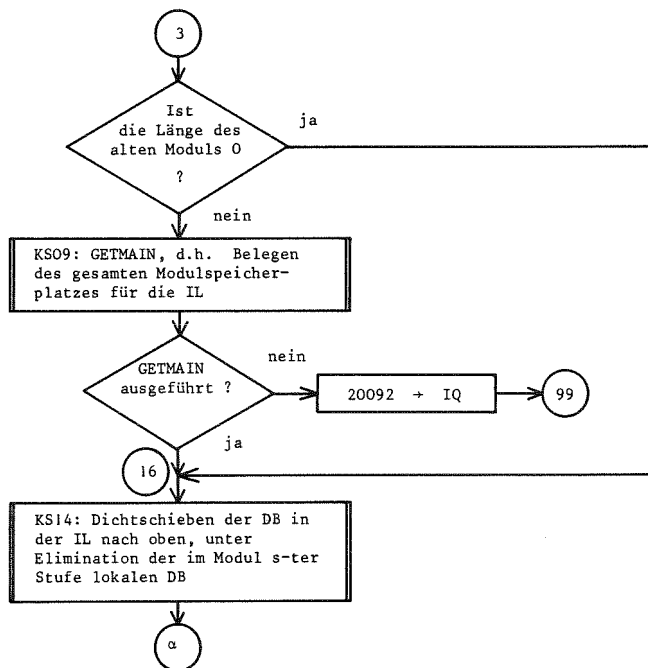 3
Ist
die Länge des
alten Moduls O
?
ja
nein
KSO9: GETMAIN, d.h. Belegen
des gesamten Modulspeicher-
platzes für die IL
GETMAIN
ausgeführt ?
nein
20092 → IQ
99
ja
16
KS14: Dichtschieben der DB in
der IL nach oben, unter
Elimination der im Modul s-ter
Stufe lokalen DB
α